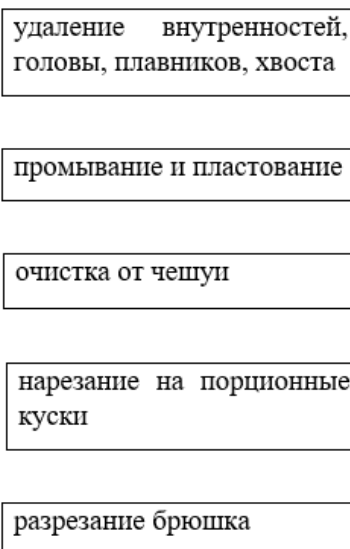 удаление внутренностей,
головы, плавников, хвоста
промывание и пластование
очистка от чешуи
нарезание на порционные
куски
разрезание брюшка